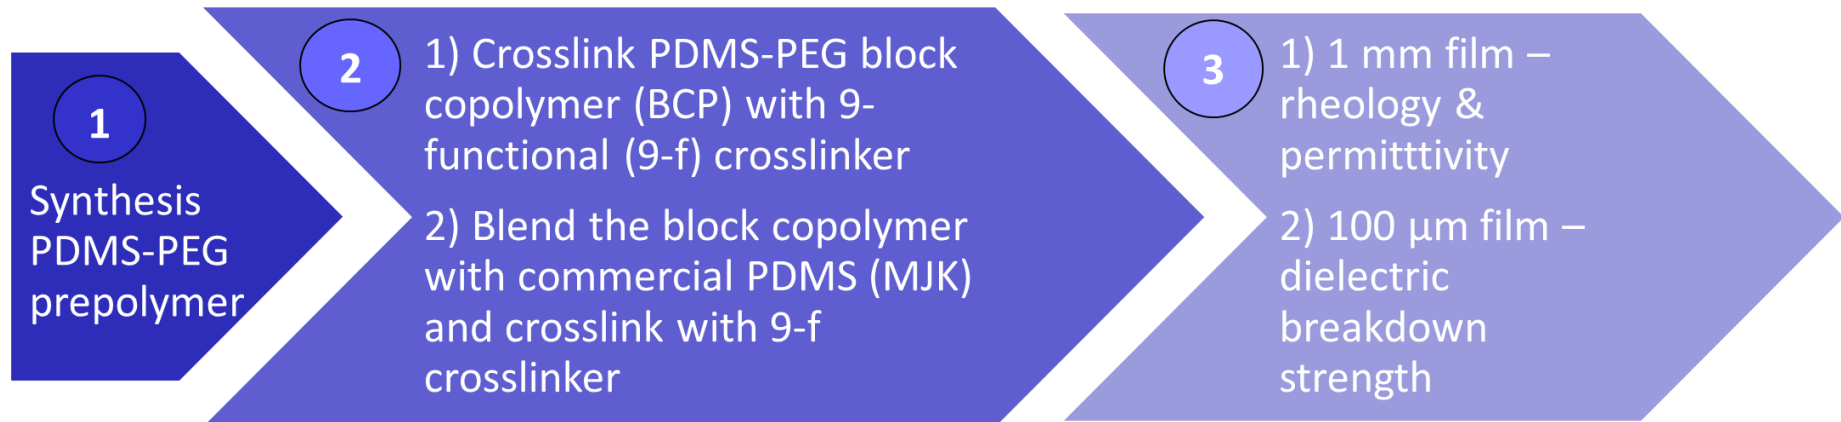 1
Synthesis
PDMS-PEG
prepolymer
2
1) Crosslink PDMS-PEG block
copolymer (BCP) with 9-
functional (9-f) crosslinker
2) Blend the block copolymer
with commercial PDMS (MJK)
and crosslink with 9-f
crosslinker
3
1) 1 mm film –
rheology &
permitttivity
2) 100 µm film –
dielectric
breakdown
strength